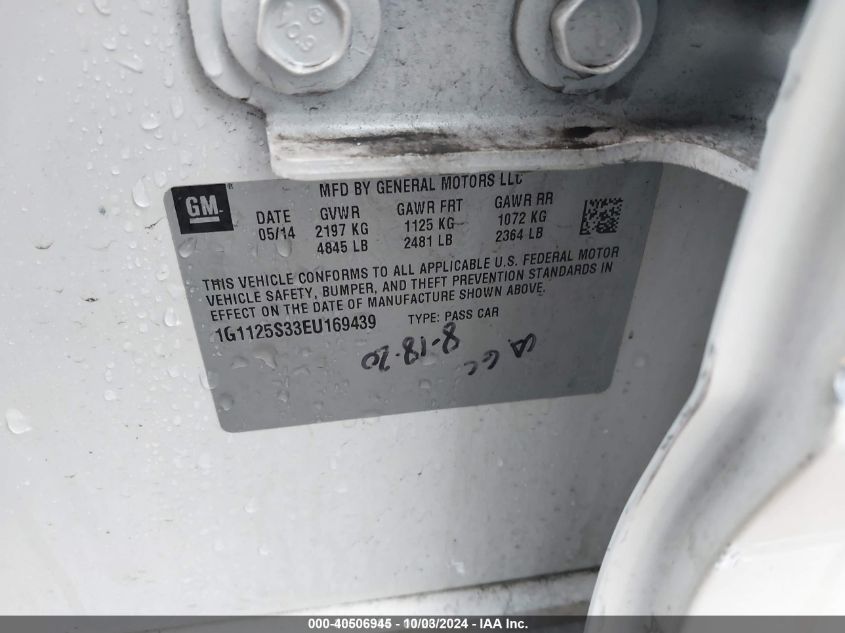 10.9
GM
MFD BY GENERAL MOTORS LLC
DATE GVWR GAWR FRT GAWR RR
05/14 2197 KG 1125 KG 1072 KG
4845 LB 2481 LB 2364 LB
THIS VEHICLE CONFORMS TO ALL APPLICABLE U.S. FEDERAL MOTOR
VEHICLE SAFETY, BUMPER, AND THEFT PREVENTION STANDARDS IN
EFFECT ON THE DATE OF MANUFACTURE SHOWN ABOVE.
1G1125S33EU169439 TYPE: PASS CAR
8-18-20
000-40506945 - 10/03/2024 - IAA Inc.